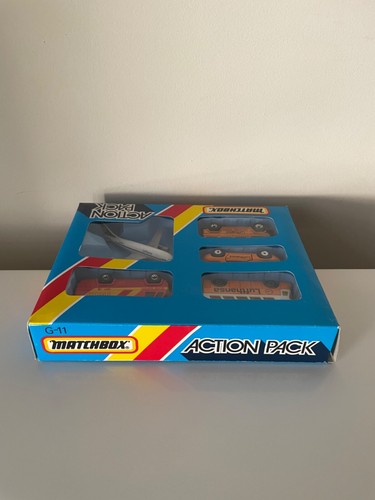 ACTION
PACK
MATCHBOX
Lufthansa
G-11
MATCHBOX
ACTION PACK